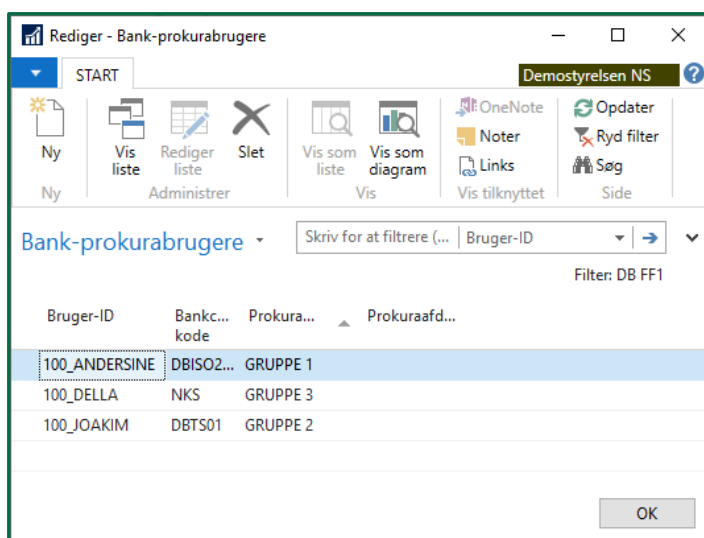 Rediger - Bank-prokurabrugere
START
Demostyrelsen NS
Ny
Vis liste
Rediger liste
Slet
Vis som liste
Vis som diagram
OneNote
Noter
Links
Opdater
Ryd filter
Søg
Ny
Administrer
Vis
Vis tilknyttet
Side
Bank-prokurabrugere
Skriv for at filtrere (... Bruger-ID
Filter: DB FF1
Bruger-ID Bankc... kode Prokura... Prokuraafd...
100_ANDERSINE DBISO2... GRUPPE 1
100_DELLA NKS GRUPPE 3
100_JOAKIM DBTS01 GRUPPE 2
OK